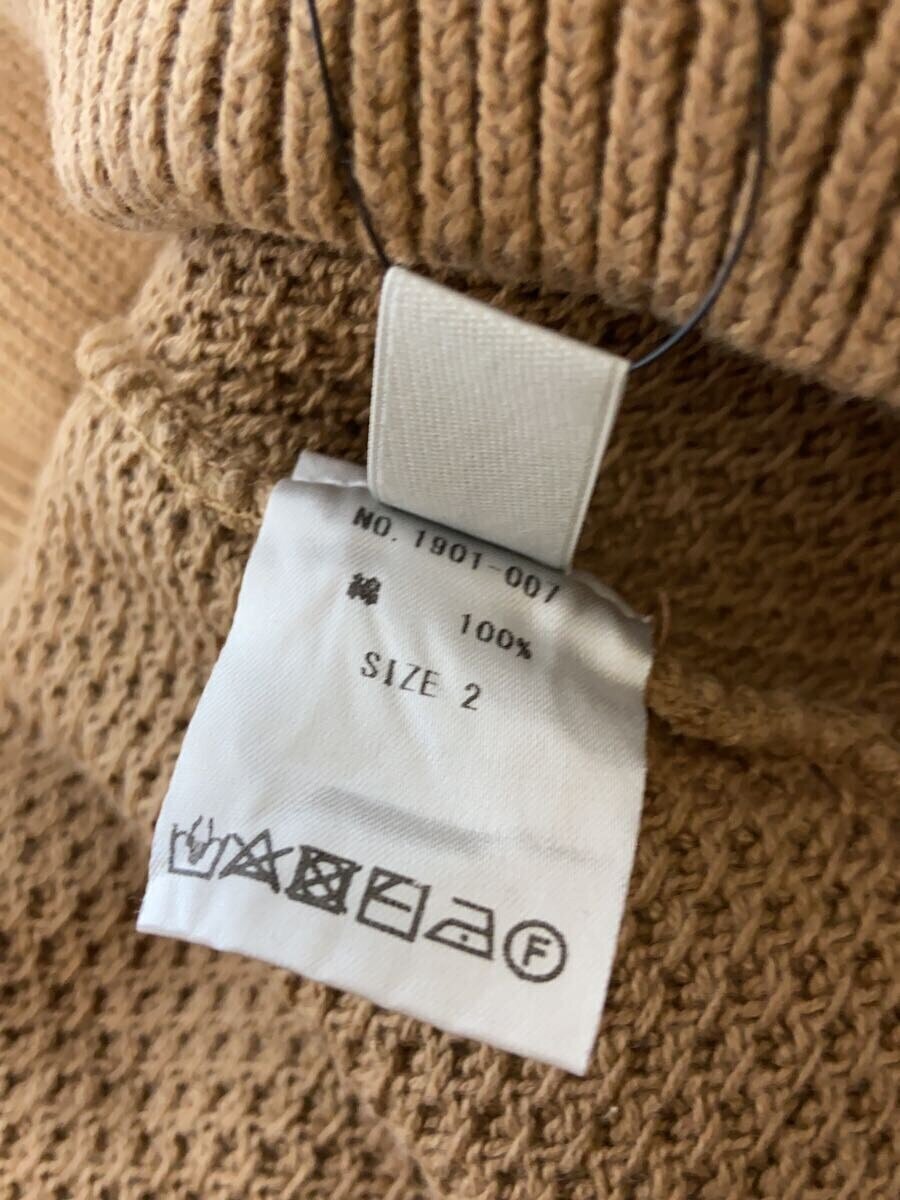 NO. 1901-007
綿 100%
SIZE 2
F